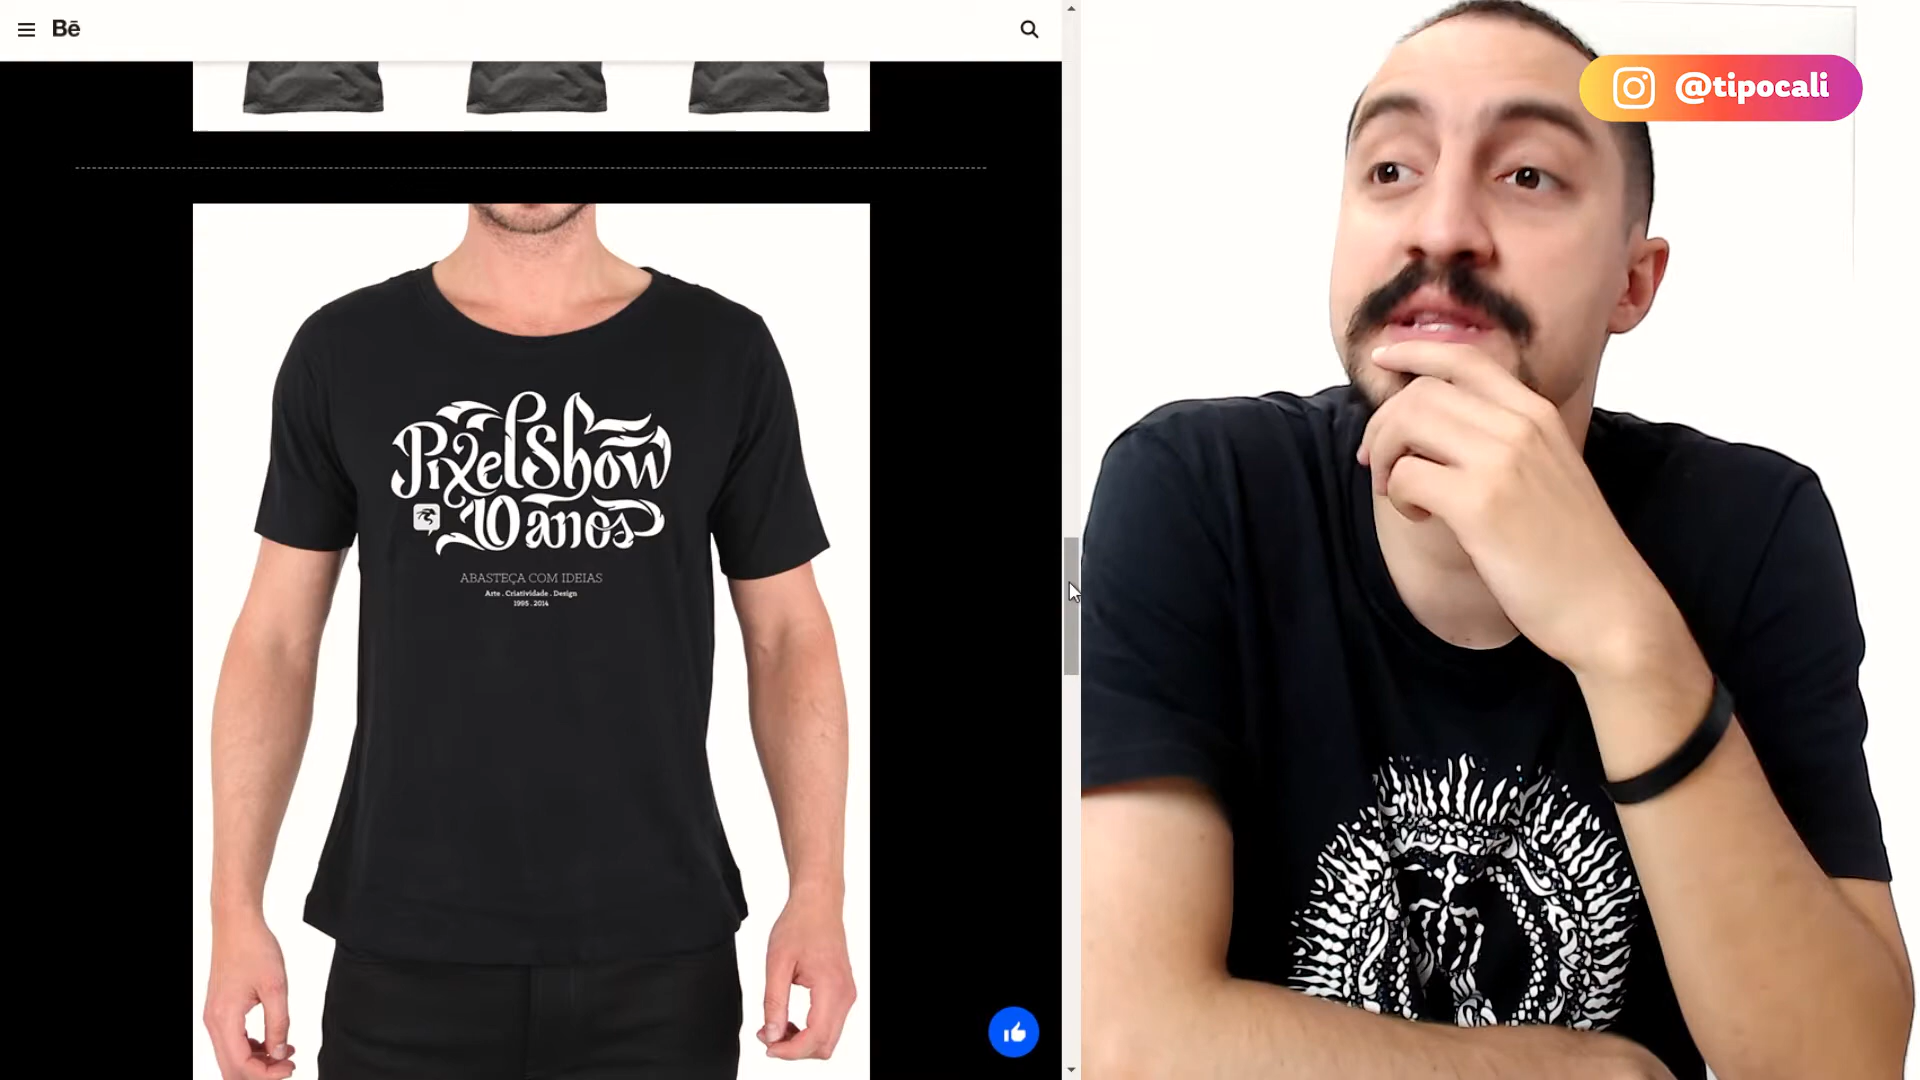 Bē
@tipocali
PixelShow
10 anos
ABASTEÇA COM IDEIAS
Arte . Criatividade . Design
1995 . 2014